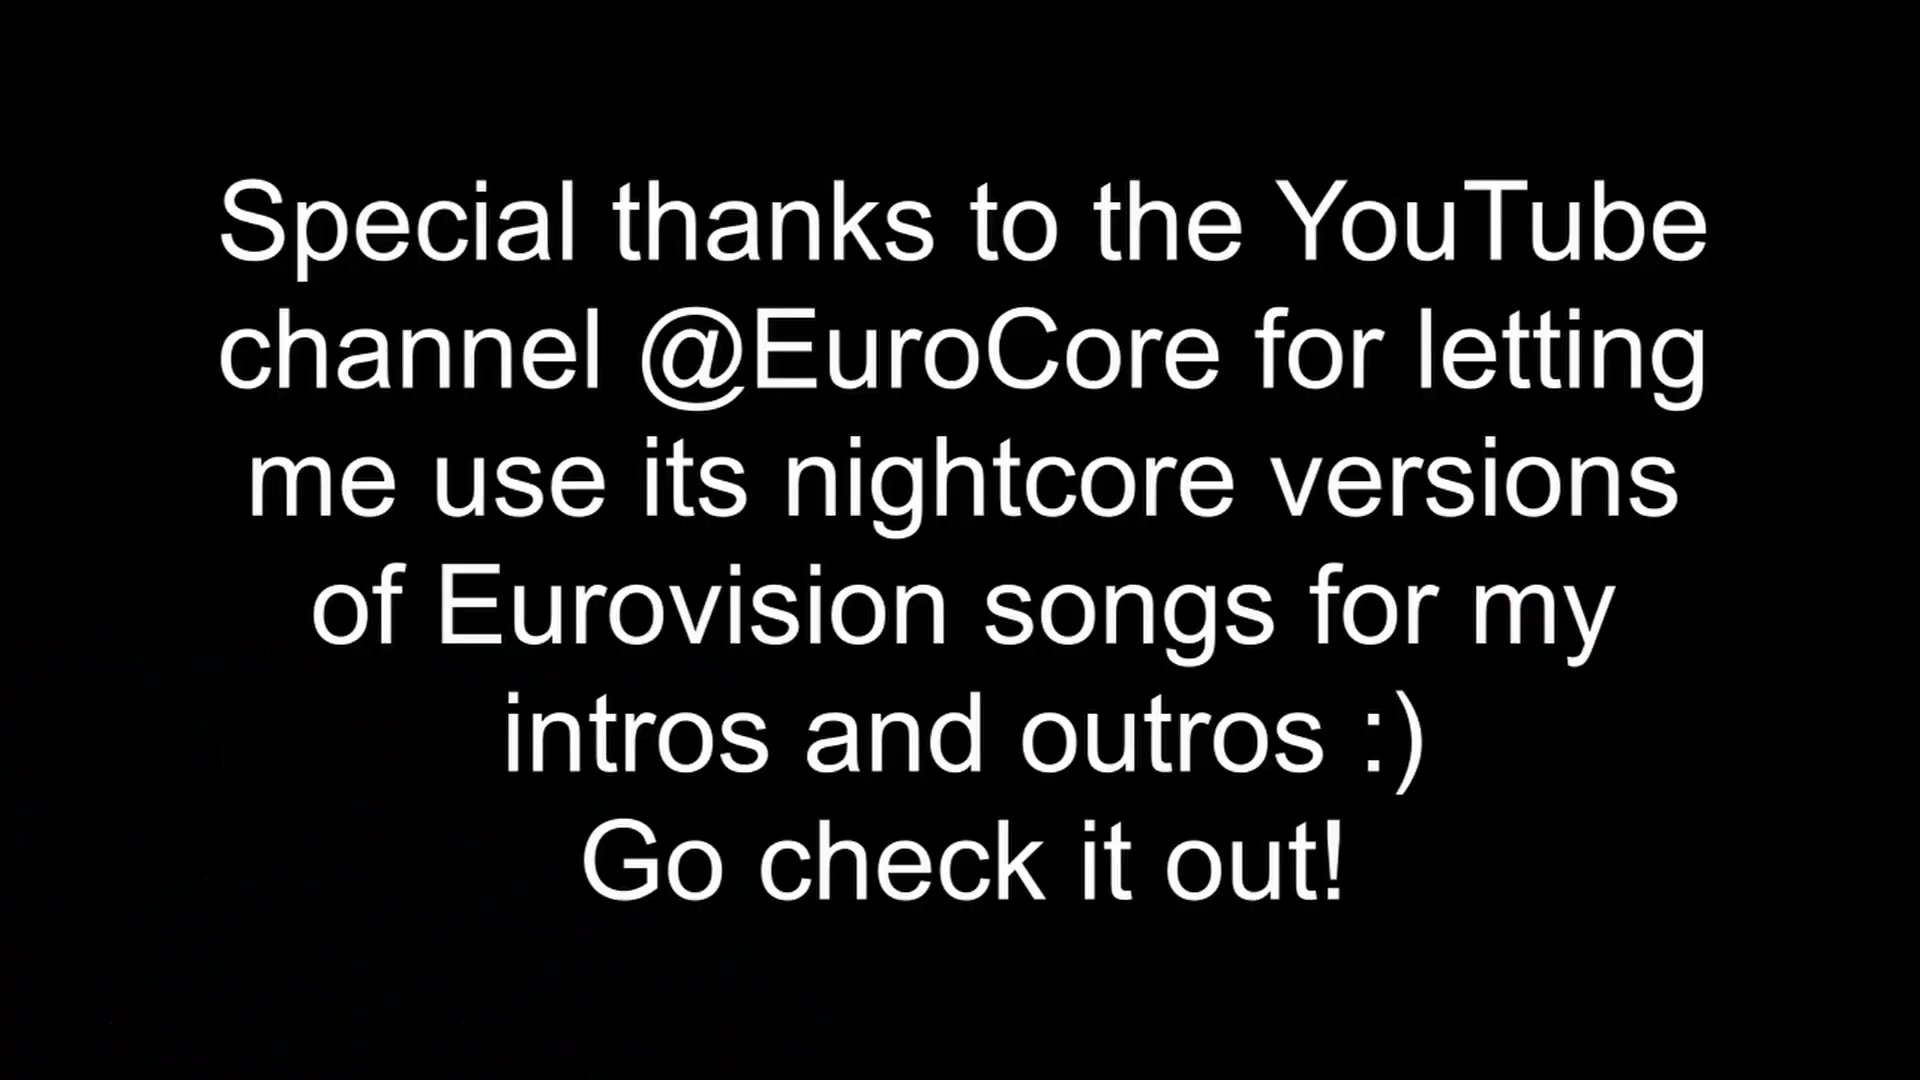 Special thanks to the YouTube
channel @EuroCore for letting
me use its nightcore versions
of Eurovision songs for my
intros and outros :)
Go check it out!